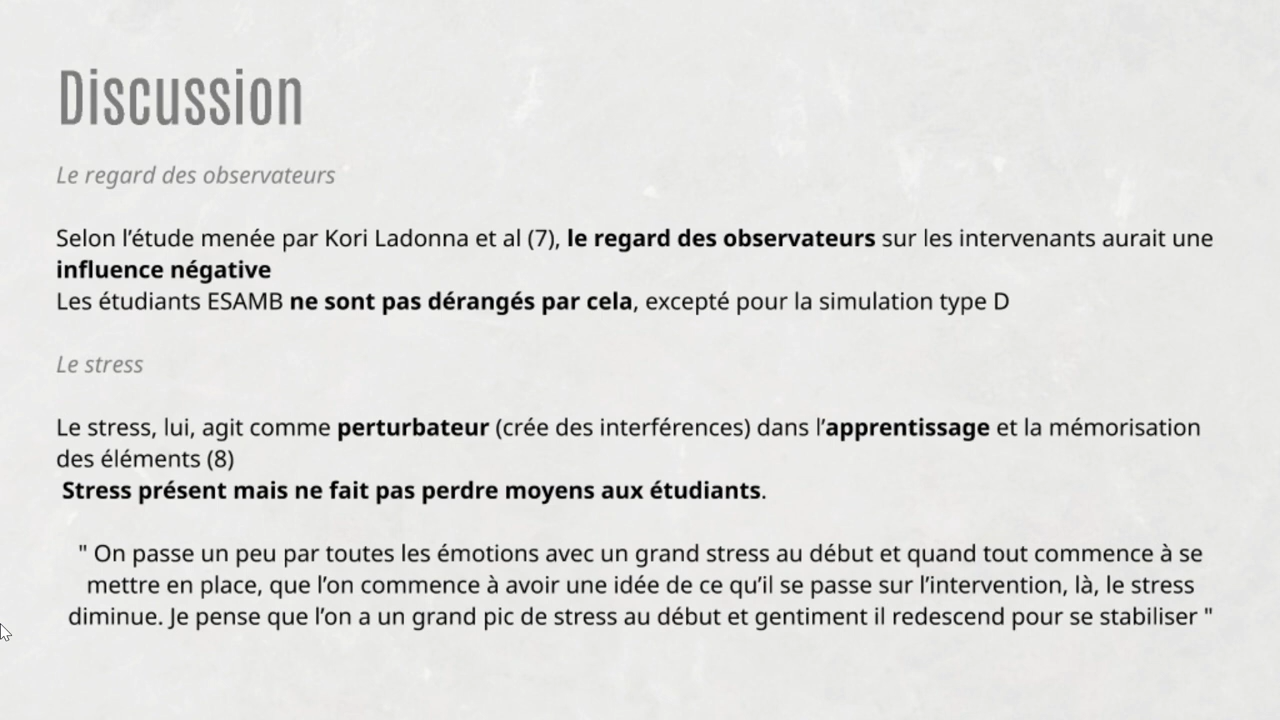 Discussion
Le regard des observateurs
Selon l’étude menée par Kori Ladonna et al (7), le regard des observateurs sur les intervenants aurait une
influence négative
Les étudiants ESAMB ne sont pas dérangés par cela, excepté pour la simulation type D
Le stress
Le stress, lui, agit comme perturbateur (crée des interférences) dans l’apprentissage et la mémorisation
des éléments (8)
Stress présent mais ne fait pas perdre moyens aux étudiants.
" On passe un peu par toutes les émotions avec un grand stress au début et quand tout commence à se
mettre en place, que l’on commence à avoir une idée de ce qu’il se passe sur l’intervention, là, le stress
diminue. Je pense que l’on a un grand pic de stress au début et gentiment il redescend pour se stabiliser "